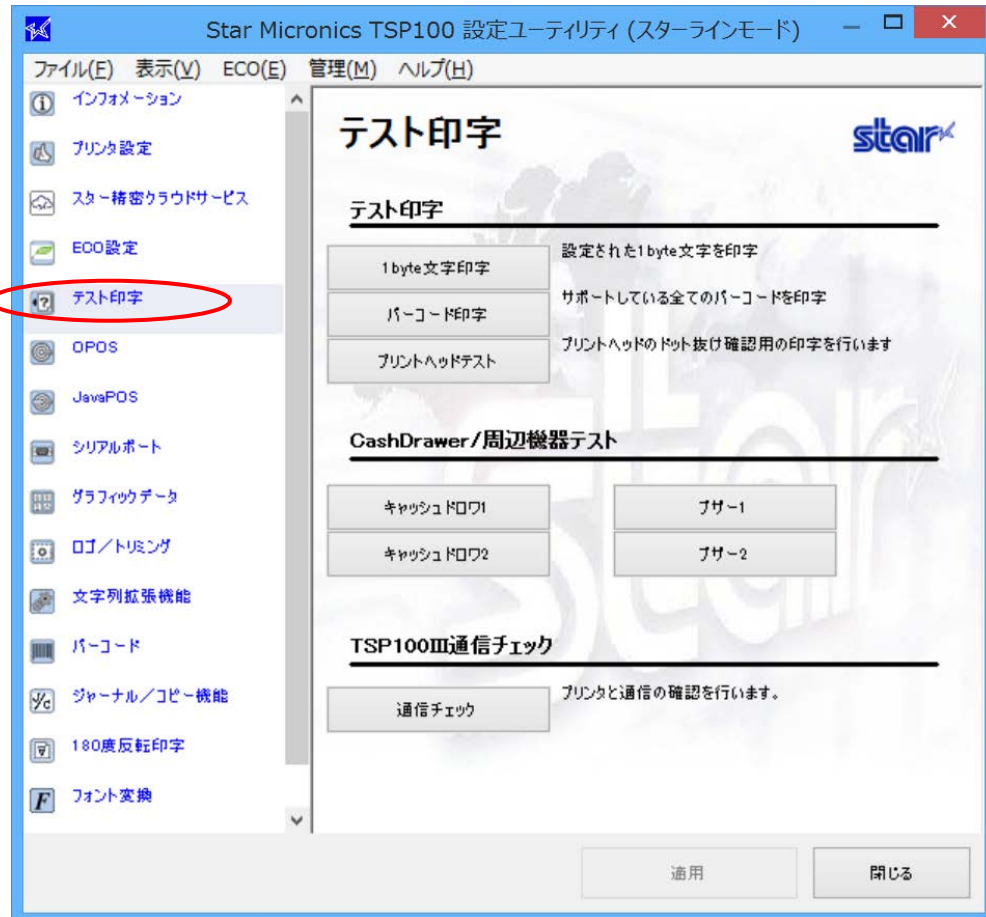 Star Micronics TSP100 設定ユーティリティ (スターラインモード)
ファイル(F) 表示(V) ECO(E) 管理(M) ヘルプ(H)
インフォメーション
プリンタ設定
スター精密クラウドサービス
ECO設定
テスト印字
OPOS
JavaPOS
シリアルポート
グラフィックデータ
ロゴ/トリミング
文字列拡張機能
バーコード
ジャーナル/コピー機能
180度反転印字
フォント変換
テスト印字
star
テスト印字
1byte文字印字
設定された1byte文字を印字
バーコード印字
サポートしている全てのバーコードを印字
プリントヘッドテスト
プリントヘッドのドット抜け確認用の印字を行います
CashDrawer/周辺機器テスト
キャッシュドロワ1
ブザー1
キャッシュドロワ2
ブザー2
TSP100Ⅲ通信チェック
通信チェック
プリンタと通信の確認を行います。
適用
閉じる